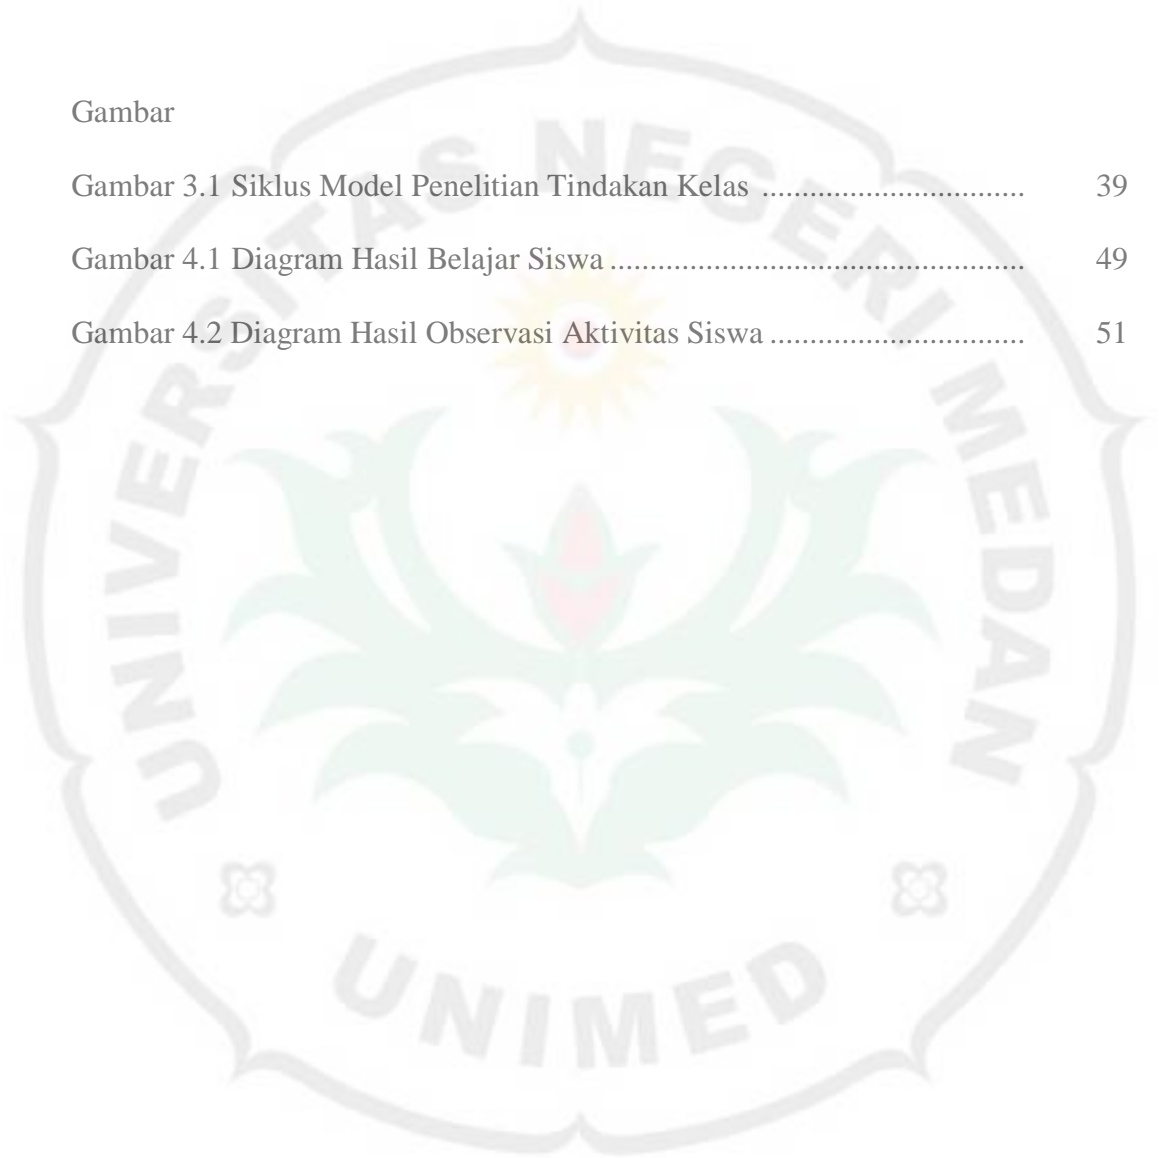 Gambar
Gambar 3.1 Siklus Model Penelitian Tindakan Kelas ................................. 39
Gambar 4.1 Diagram Hasil Belajar Siswa .................................................... 49
Gambar 4.2 Diagram Hasil Observasi Aktivitas Siswa ................................ 51
UNIVERSITAS NEGERI MEDAN
UNIMED